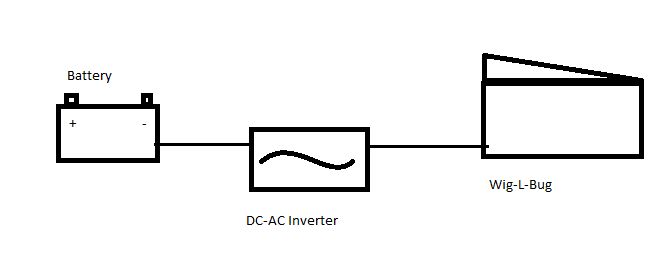 Battery
+ -
DC-AC Inverter
Wig-L-Bug